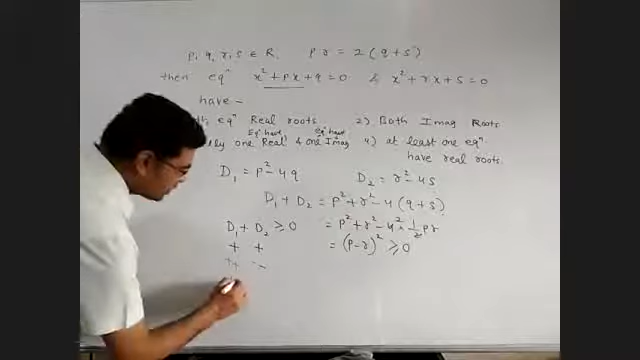 p, q, r, s ∈ R. pr = 2(q+s)
then eqⁿ x²+px+q=0 & x²+rx+s=0
have —
eqⁿ Real roots 2) Both Imag Roots
Eqⁿ have eqⁿ have
one Real & one Imag 4) at least one eqⁿ
have real roots.
D₁ = p²-4q D₂ = r²-4s
D₁+D₂ = p²+r²-4(q+s)
D₁+D₂ ≥ 0 = p²+r²-4·½pr
+ + = (p-r)² ≥ 0
+ -